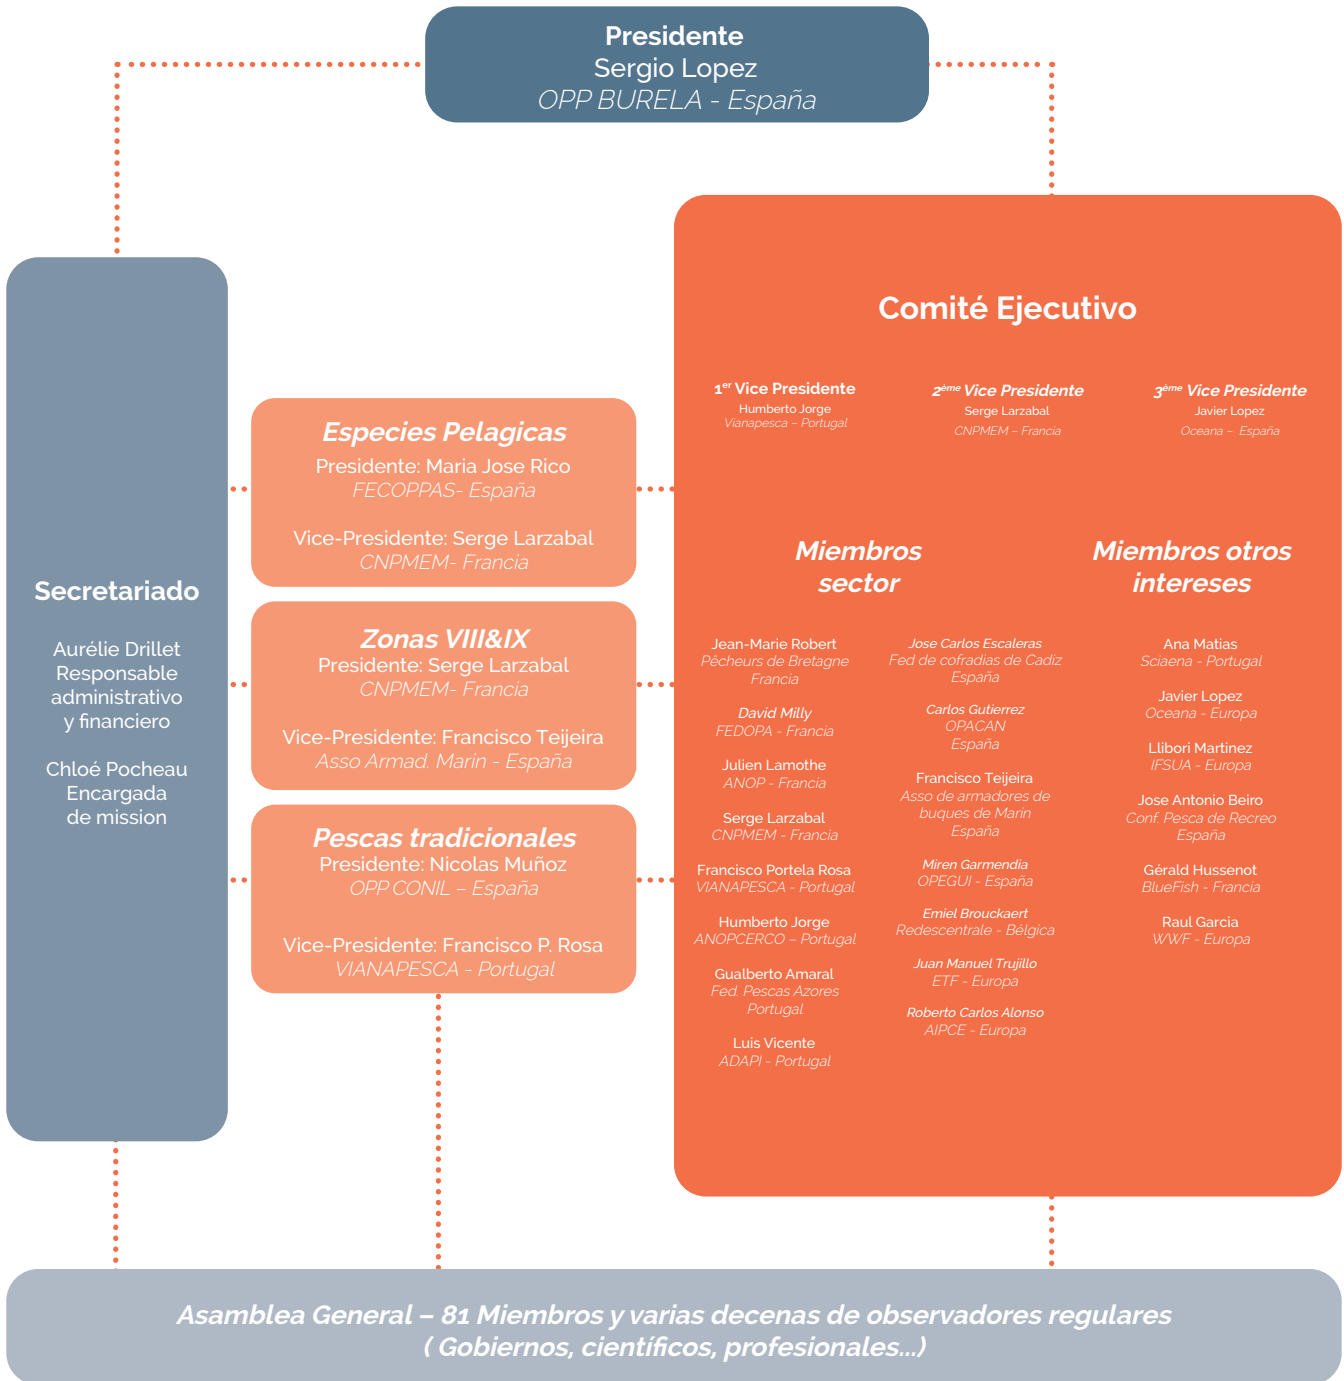 Presidente
Sergio Lopez
OPP BURELA - España
Secretariado
Aurélie Drillet
Responsable
administrativo
y financiero
Chloé Pocheau
Encargada
de mission
Especies Pelagicas
Presidente: Maria Jose Rico
FECOPPAS- España
Vice-Presidente: Serge Larzabal
CNPMEM- Francia
Zonas VIII&IX
Presidente: Serge Larzabal
CNPMEM- Francia
Vice-Presidente: Francisco Teijeira
Asso Armad. Marin - España
Pescas tradicionales
Presidente: Nicolas Muñoz
OPP CONIL – España
Vice-Presidente: Francisco P. Rosa
VIANAPESCA - Portugal
Comité Ejecutivo
1er Vice Presidente
Humberto Jorge
Vianapesca – Portugal
2ème Vice Presidente
Serge Larzabal
CNPMEM – Francia
3ème Vice Presidente
Javier Lopez
Oceana – España
Miembros
sector
Jean-Marie Robert
Pêcheurs de Bretagne
Francia
David Milly
FEDOPA - Francia
Julien Lamothe
ANOP - Francia
Serge Larzabal
CNPMEM - Francia
Francisco Portela Rosa
VIANAPESCA - Portugal
Humberto Jorge
ANOPCERCO – Portugal
Gualberto Amaral
Fed. Pescas Azores
Portugal
Luis Vicente
ADAPI - Portugal
Jose Carlos Escaleras
Fed de cofradias de Cadiz
España
Carlos Gutierrez
OPACAN
España
Francisco Teijeira
Asso de armadores de
buques de Marin
España
Miren Garmendia
OPEGUI - España
Emiel Brouckaert
Redescentrale - Bélgica
Juan Manuel Trujillo
ETF - Europa
Roberto Carlos Alonso
AIPCE - Europa
Miembros otros
intereses
Ana Matias
Sciaena - Portugal
Javier Lopez
Oceana - Europa
Llibori Martinez
IFSUA - Europa
Jose Antonio Beiro
Conf. Pesca de Recreo
España
Gérald Hussenot
BlueFish - Francia
Raul Garcia
WWF - Europa
Asamblea General – 81 Miembros y varias decenas de observadores regulares
( Gobiernos, científicos, profesionales...)